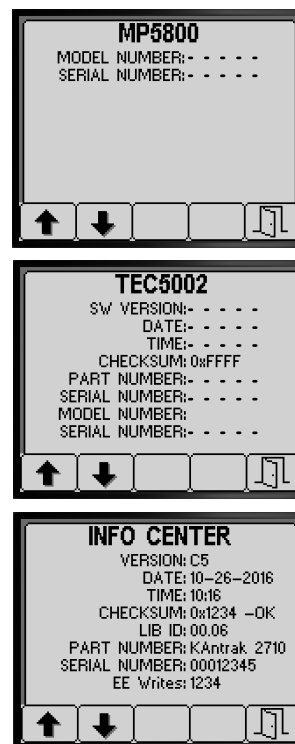 MP5800
MODEL NUMBER:- - - - -
SERIAL NUMBER:- - - - -
TEC5002
SW VERSION:- - - - -
DATE:- - - - -
TIME:- - - - -
CHECKSUM: 0xFFFF
PART NUMBER:- - - - -
SERIAL NUMBER:- - - - -
MODEL NUMBER:
SERIAL NUMBER:- - - - -
INFO CENTER
VERSION: C5
DATE: 10-26-2016
TIME: 10:16
CHECKSUM: 0x1234 -OK
LIB ID: 00.06
PART NUMBER: KAntrak 2710
SERIAL NUMBER: 00012345
EE Writes: 1234